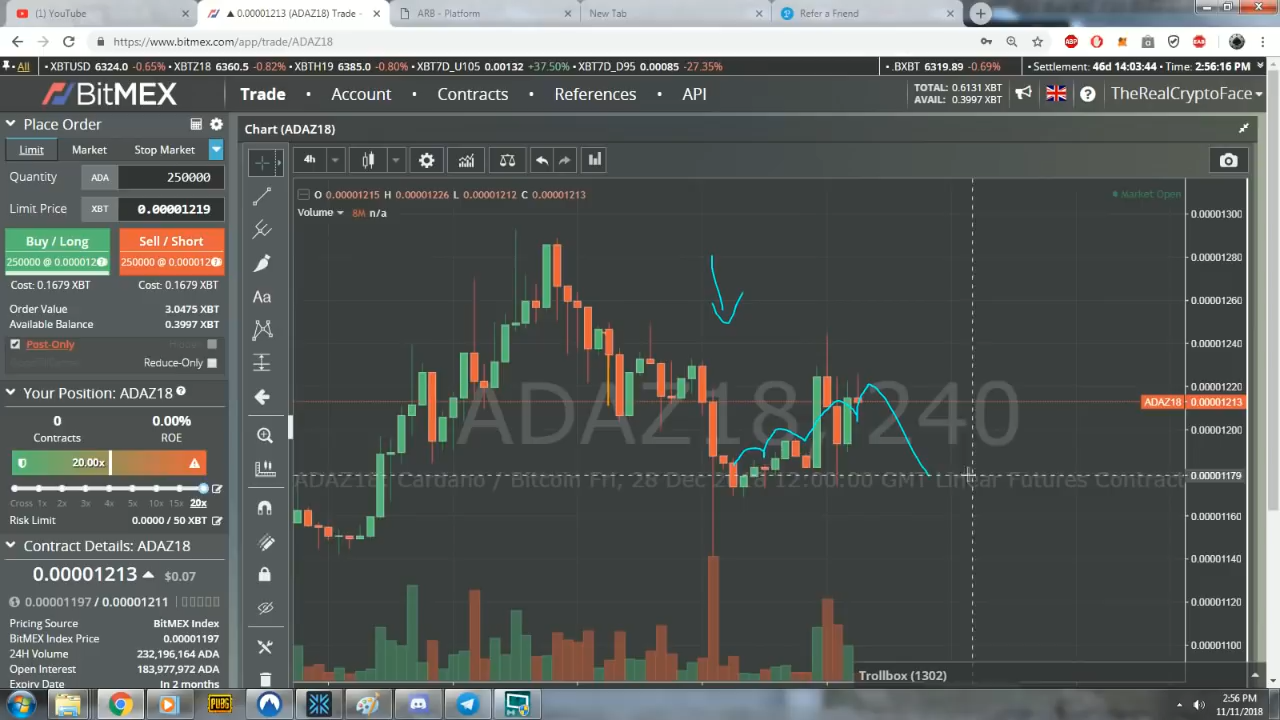 (1) YouTube
▲ 0.00001213 (ADAZ18) Trade -
ARB - Platform
New Tab
Refer a Friend
https://www.bitmex.com/app/trade/ADAZ18
All • XBTUSD 6324.0 -0.65% • XBTZ18 6360.5 -0.82% • XBTH19 6385.0 -0.80% • XBT7D_U105 0.00132 +37.50% • XBT7D_D95 0.00085 -27.35%
• .BXBT 6319.89 -0.69%
• Settlement: 46d 14:03:44 • Time: 2:56:16 PM
BitMEX
Trade • Account • Contracts • References • API
TOTAL: 0.6131 XBT
AVAIL: 0.3997 XBT
TheRealCryptoFace
Place Order
Limit Market Stop Market
Quantity ADA 250000
Limit Price XBT 0.00001219
Buy / Long Sell / Short
250000 @ 0.000012 250000 @ 0.000012
Cost: 0.1679 XBT Cost: 0.1679 XBT
Order Value 3.0475 XBT
Available Balance 0.3997 XBT
Post-Only
Reduce-Only
Your Position: ADAZ18
0 0.00%
Contracts ROE
20.00x
Cross 1x 2x 3x 4x 5x 10x 15x 20x
Risk Limit 0.0000 / 50 XBT
Contract Details: ADAZ18
0.00001213 $0.07
0.00001197 / 0.00001211
Pricing Source BitMEX Index
BitMEX Index Price 0.00001197
24H Volume 232,196,164 ADA
Open Interest 183,977,972 ADA
Expiry In 2 months
Chart (ADAZ18)
4h
O 0.00001215 H 0.00001226 L 0.00001212 C 0.00001213
Market Open
Volume 8M n/a
ADAZ18, 240
ADAZ18: Cardano / Bitcoin Fri, 28 Dec 12:00:00 GMT Linear Futures Contract
Aa
0.00001300
0.00001280
0.00001260
0.00001240
0.00001220
ADAZ18 0.00001213
0.00001200
0.00001179
0.00001160
0.00001140
0.00001120
0.00001100
Trollbox (1302)
PUBG
2:56 PM
11/11/2018